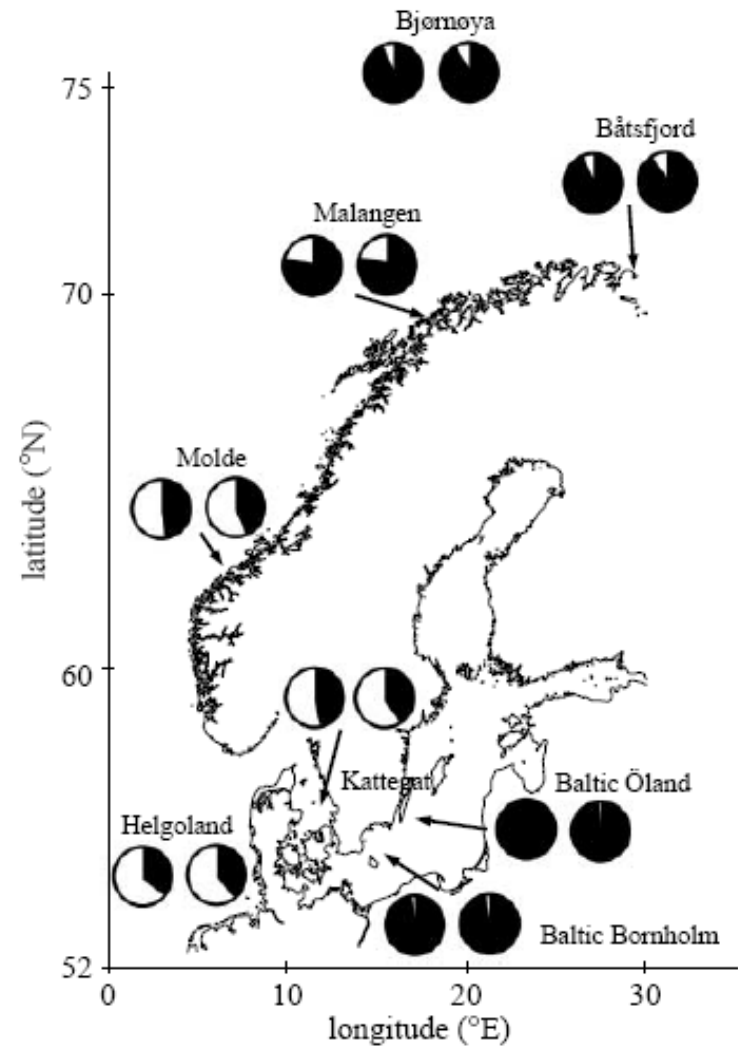 Bjørnøya
75
Båtsfjord
Malangen
70
Molde
latitude (°N)
60
Kattegat
Baltic Öland
Helgoland
Baltic Bornholm
52
0 10 20 30
longitude (°E)